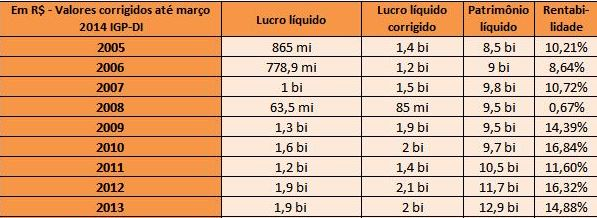 Em R$ - Valores corrigidos até março 2014 IGP-DI | Lucro líquido | Lucro líquido corrigido | Patrimônio líquido | Rentabi-lidade
2005 | 865 mi | 1,4 bi | 8,5 bi | 10,21%
2006 | 778,9 mi | 1,2 bi | 9 bi | 8,64%
2007 | 1 bi | 1,5 bi | 9,8 bi | 10,72%
2008 | 63,5 mi | 85 mi | 9,5 bi | 0,67%
2009 | 1,3 bi | 1,9 bi | 9,5 bi | 14,39%
2010 | 1,6 bi | 2 bi | 9,7 bi | 16,84%
2011 | 1,2 bi | 1,4 bi | 10,5 bi | 11,60%
2012 | 1,9 bi | 2,1 bi | 11,7 bi | 16,32%
2013 | 1,9 bi | 2 bi | 12,9 bi | 14,88%